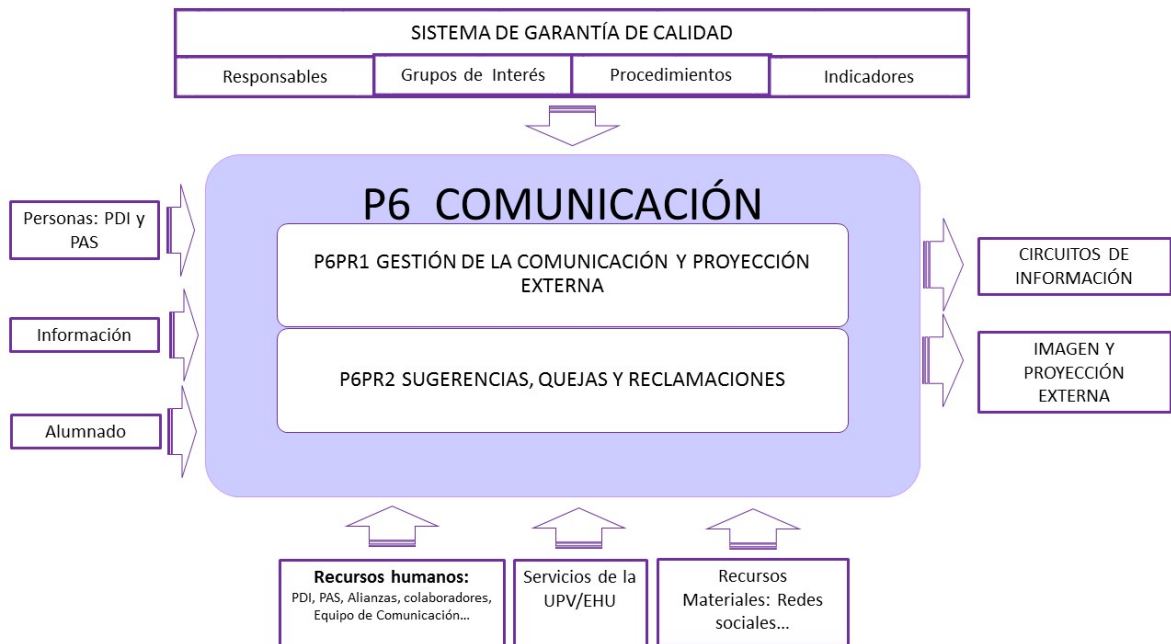 SISTEMA DE GARANTÍA DE CALIDAD
Responsables
Grupos de Interés
Procedimientos
Indicadores
P6 COMUNICACIÓN
Personas: PDI y
PAS
Información
Alumnado
P6PR1 GESTIÓN DE LA COMUNICACIÓN Y PROYECCIÓN
EXTERNA
P6PR2 SUGERENCIAS, QUEJAS Y RECLAMACIONES
CIRCUITOS DE
INFORMACIÓN
IMAGEN Y
PROYECCIÓN
EXTERNA
Recursos humanos:
PDI, PAS, Alianzas, colaboradores,
Equipo de Comunicación...
Servicios de la
UPV/EHU
Recursos
Materiales: Redes
sociales...